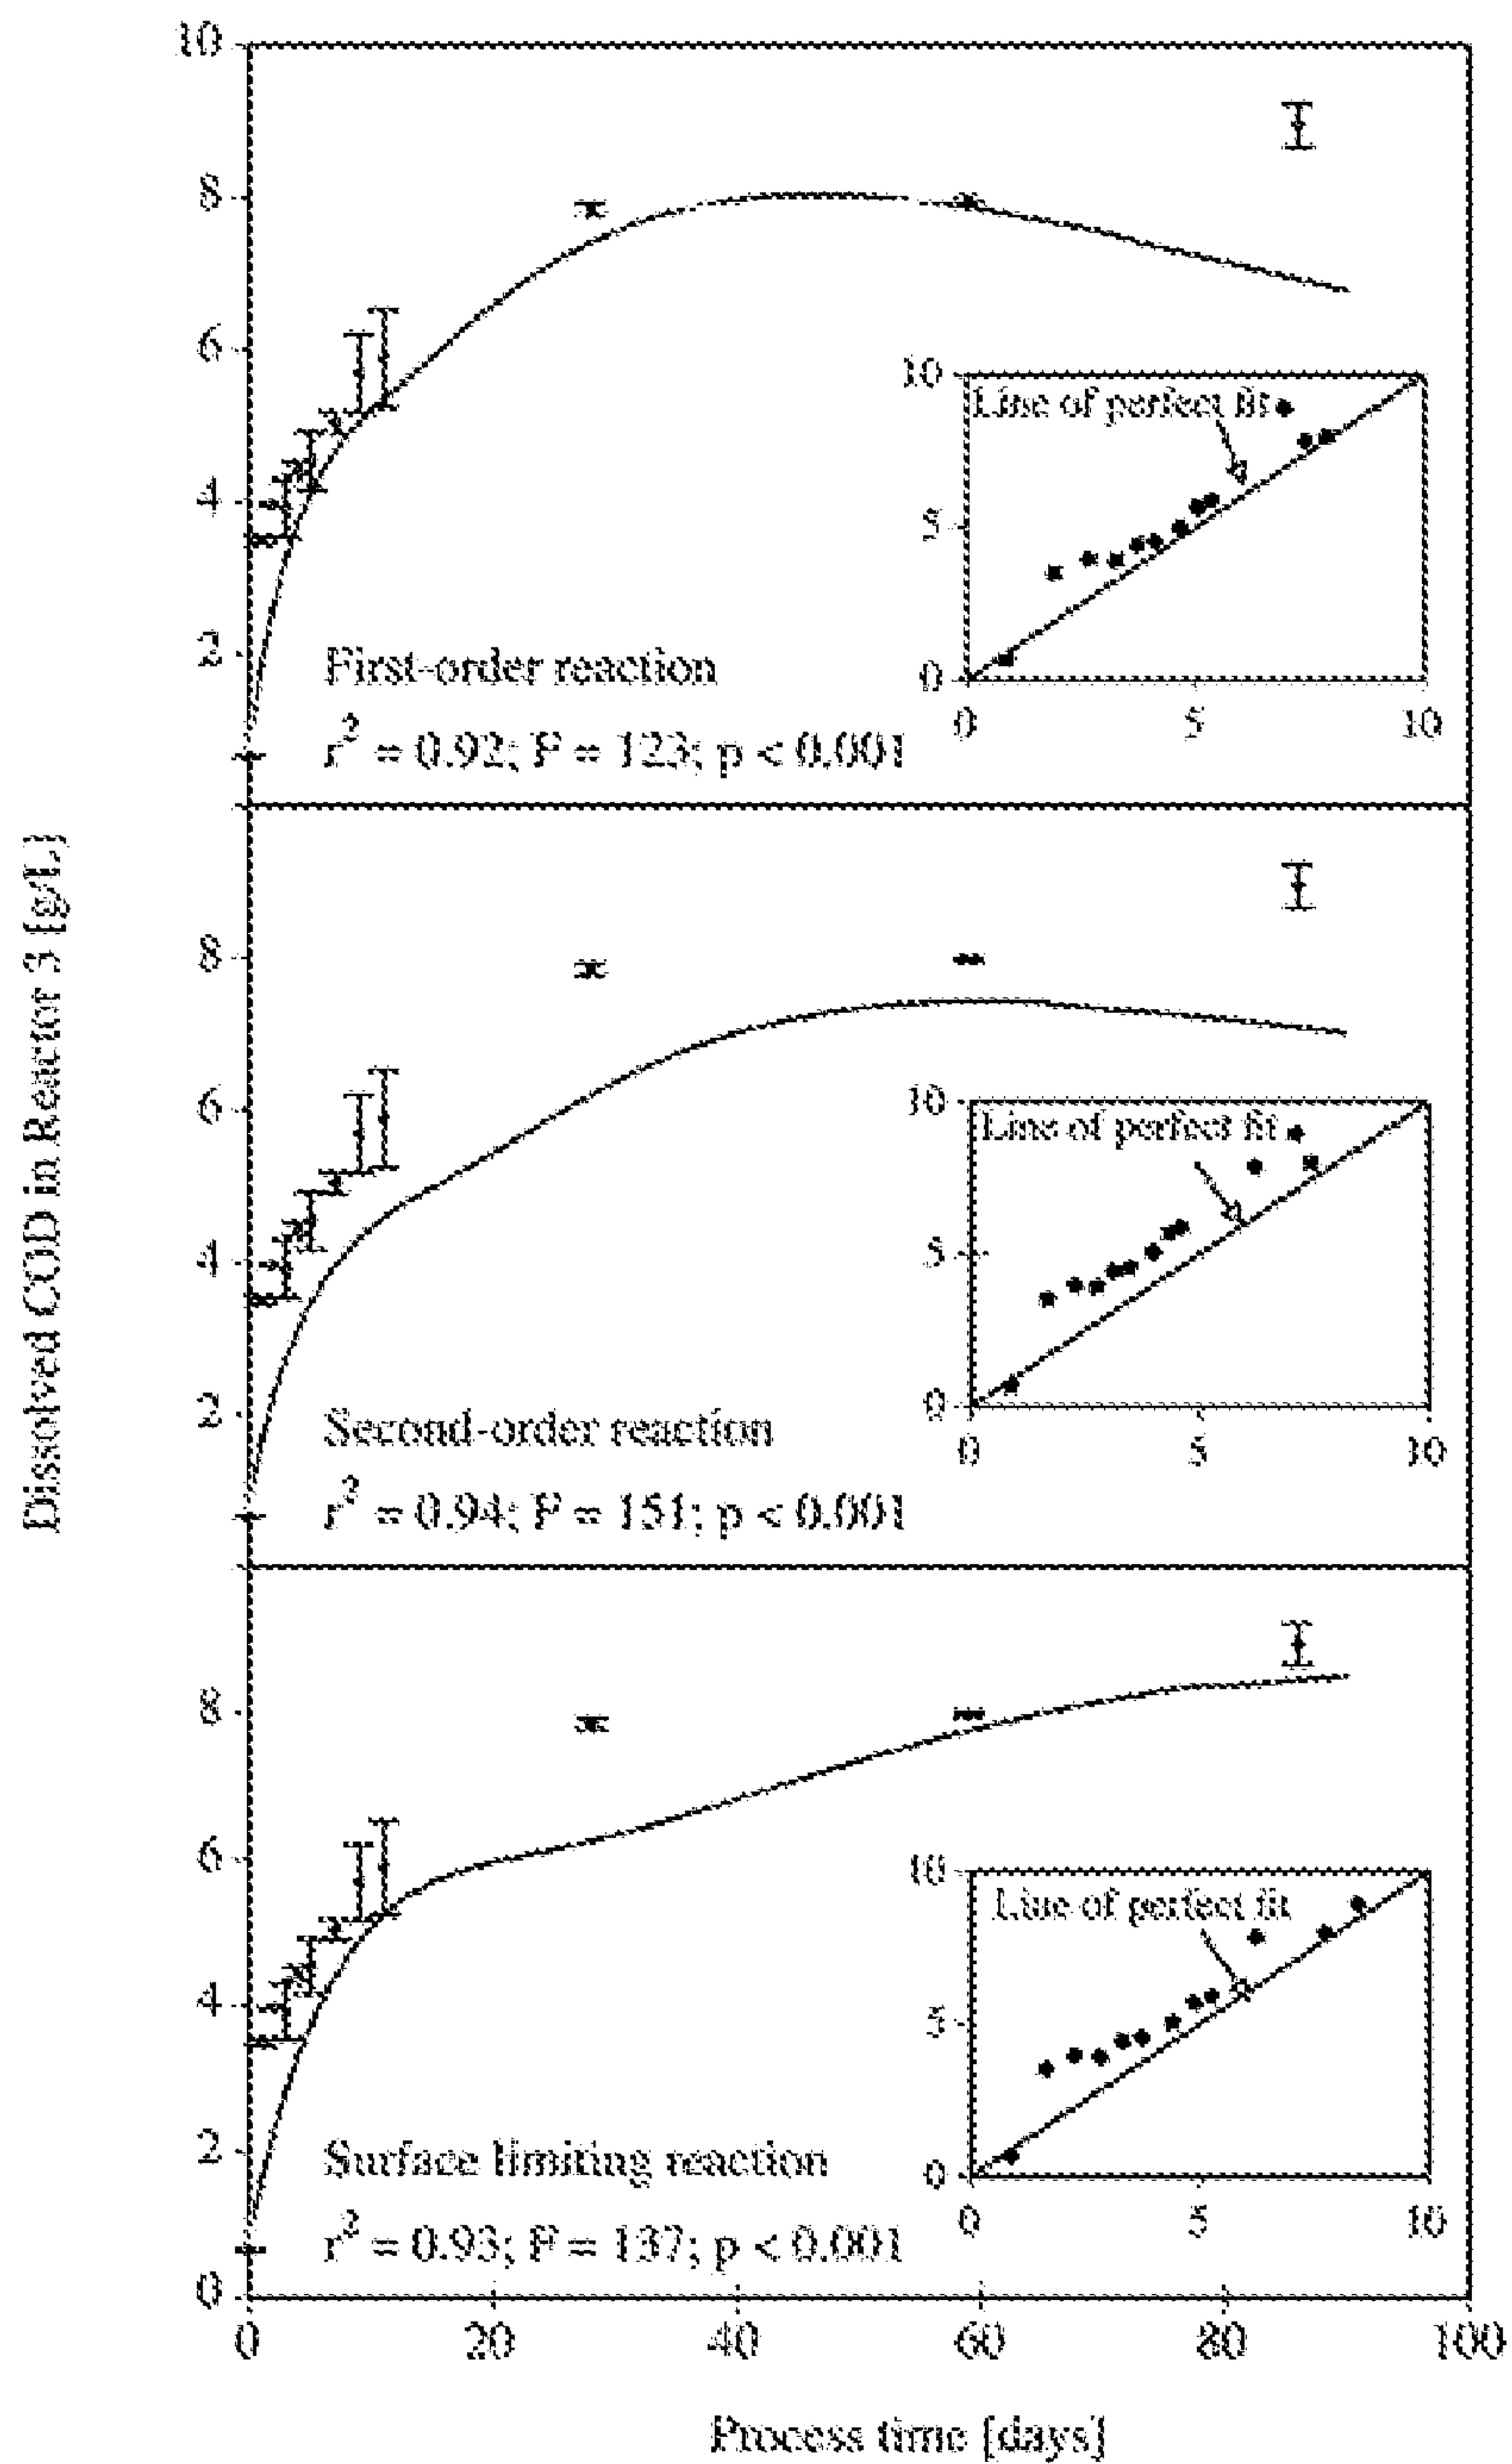 Dissolved COD in Reactor 3 [g/L]
10
8
6
4
2
First-order reaction
r² = 0.92; F = 123; p < 0.001
10
5
0
Line of perfect fit
0 5 10
8
6
4
2
Second-order reaction
r² = 0.94; F = 151; p < 0.001
10
5
0
Line of perfect fit
0 5 10
8
6
4
2
0
Surface limiting reaction
r² = 0.93; F = 137; p < 0.001
10
5
0
Line of perfect fit
0 5 10
0 20 40 60 80 100
Process time [days]